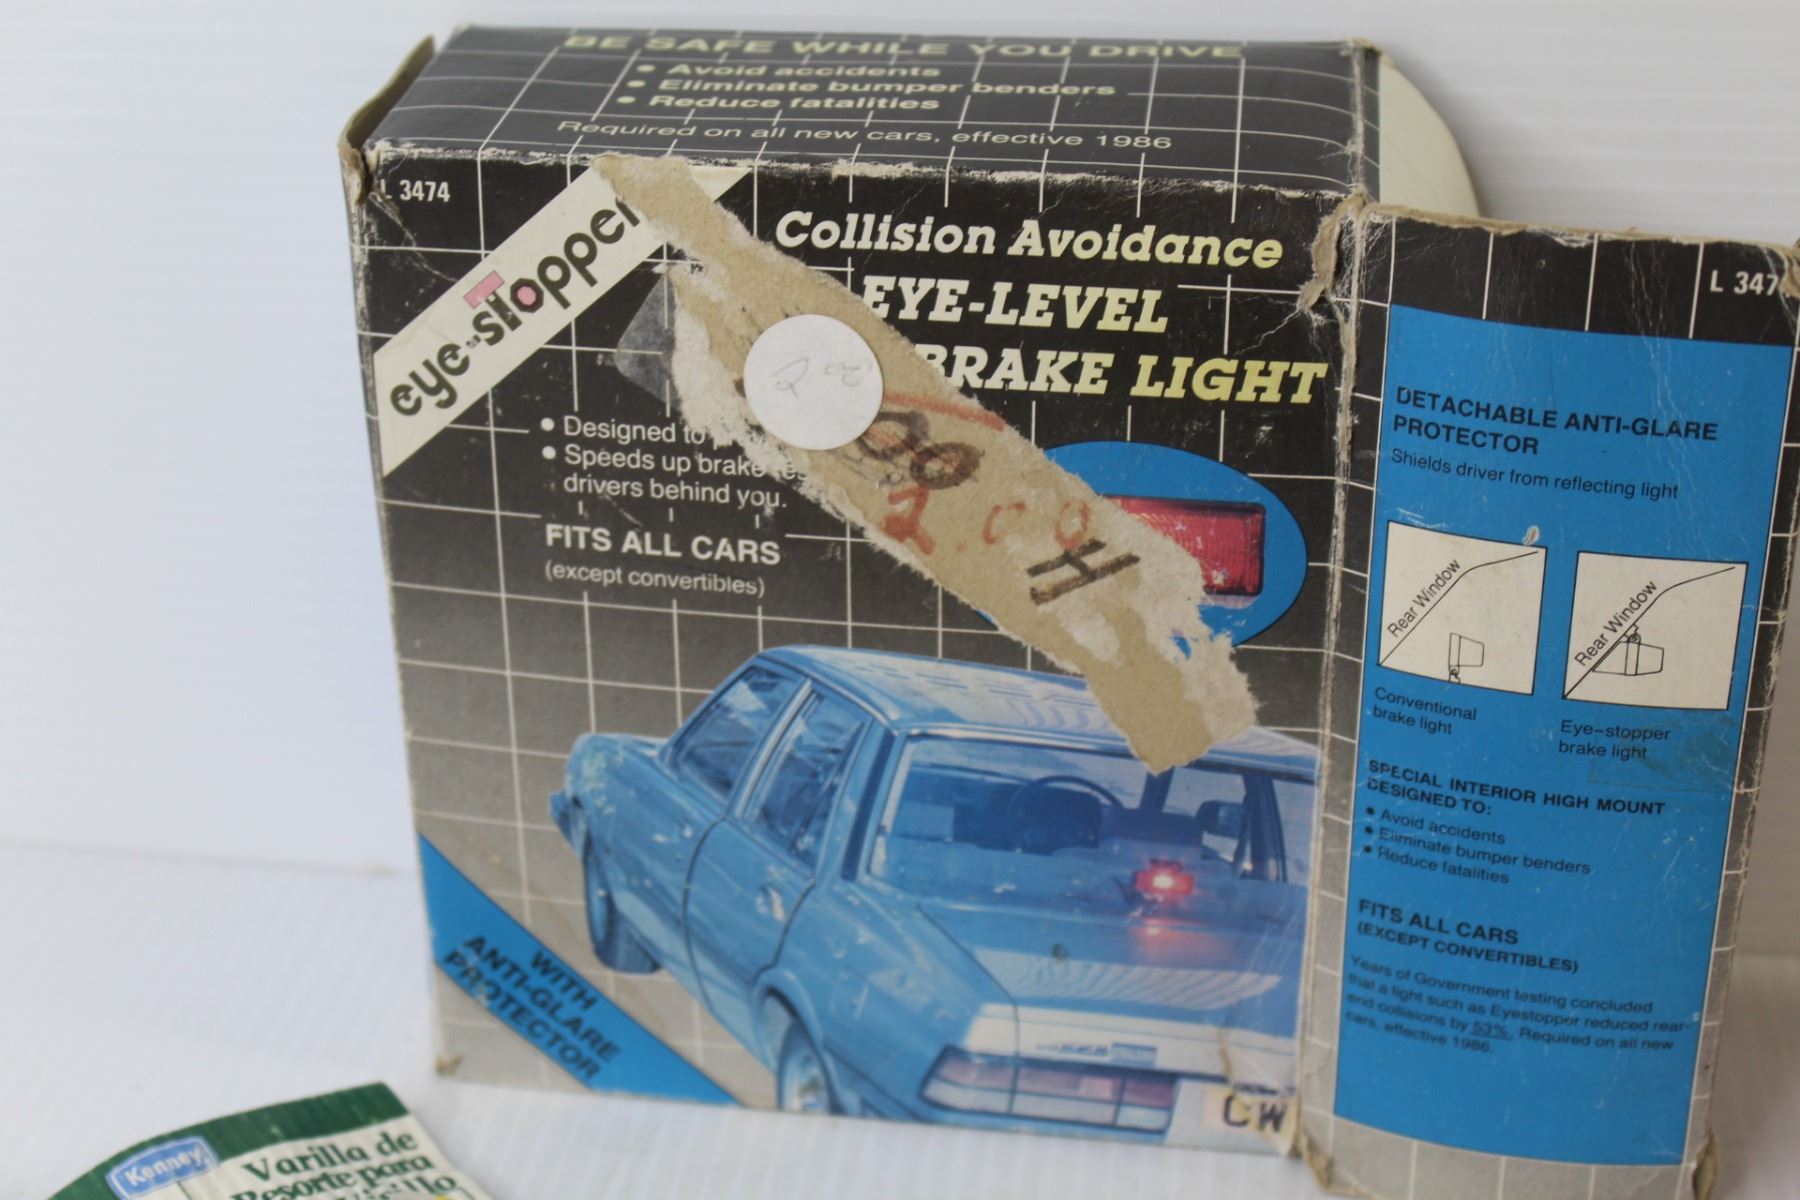 BE SAFE WHILE YOU DRIVE
• Avoid accidents
• Eliminate bumper benders
• Reduce fatalities
Required on all new cars, effective 1986
L 3474
eye-stopper
Collision Avoidance
EYE-LEVEL
BRAKE LIGHT
• Designed to
• Speeds up brake
drivers behind you.
FITS ALL CARS
(except convertibles)
00
2.00
H
WITH
ANTI-GLARE
PROTECTOR
CW
L 347
DETACHABLE ANTI-GLARE
PROTECTOR
Shields driver from reflecting light
Rear Window
Rear Window
Conventional
brake light
Eye-stopper
brake light
SPECIAL INTERIOR HIGH MOUNT
DESIGNED TO:
• Avoid accidents
• Eliminate bumper benders
• Reduce fatalities
FITS ALL CARS
(EXCEPT CONVERTIBLES)
Years of Government testing concluded
that a light such as Eyestopper reduced rear-
end collisions by 53%. Required on all new
cars, effective 1986.
Kenney
Varilla de
Resorte para